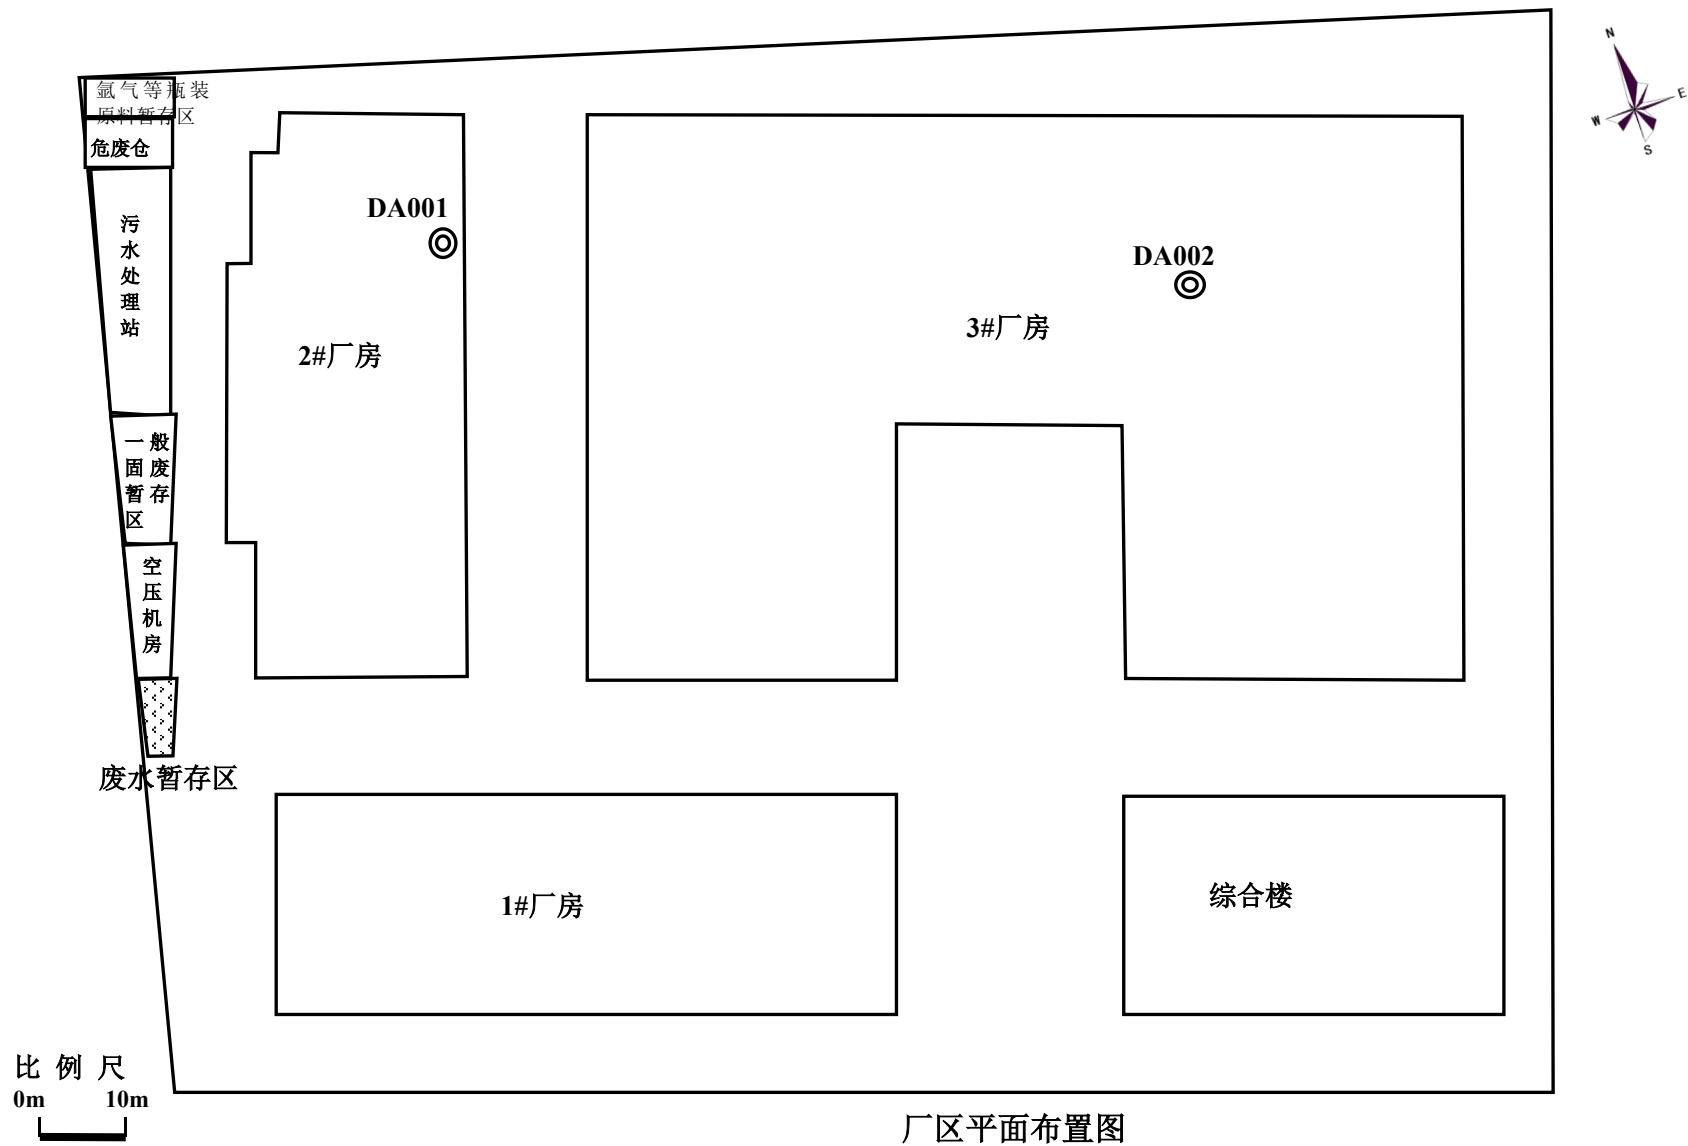 氩气等瓶装
原料暂存区
危废仓
污水处理站
一般
固废
暂存
区
空压机房
废水暂存区
DA001
2#厂房
DA002
3#厂房
1#厂房
综合楼
N
E
W
S
比例尺
0m 10m
厂区平面布置图